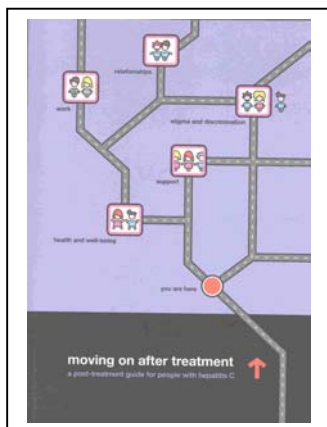 relationships
work
stigma and discrimination
support
health and well-being
you are here
moving on after treatment
a post-treatment guide for people with hepatitis C